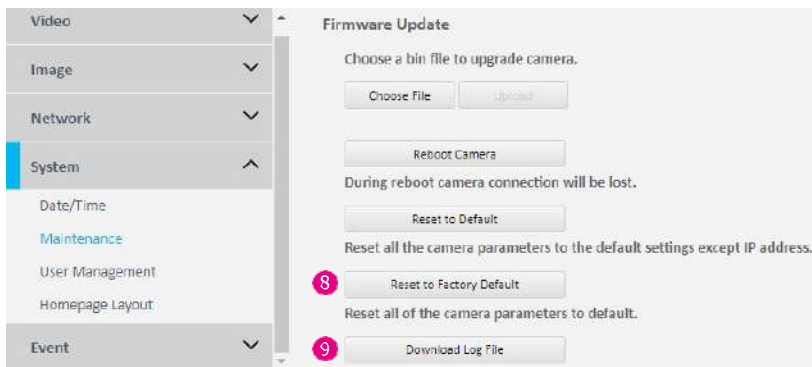 Video
Image
Network
System
Date/Time
Maintenance
User Management
Homepage Layout
Event
Firmware Update
Choose a bin file to upgrade camera.
Choose File Upload
Reboot Camera
During reboot camera connection will be lost.
Reset to Default
Reset all the camera parameters to the default settings except IP address.
8 Reset to Factory Default
Reset all of the camera parameters to default.
9 Download Log File